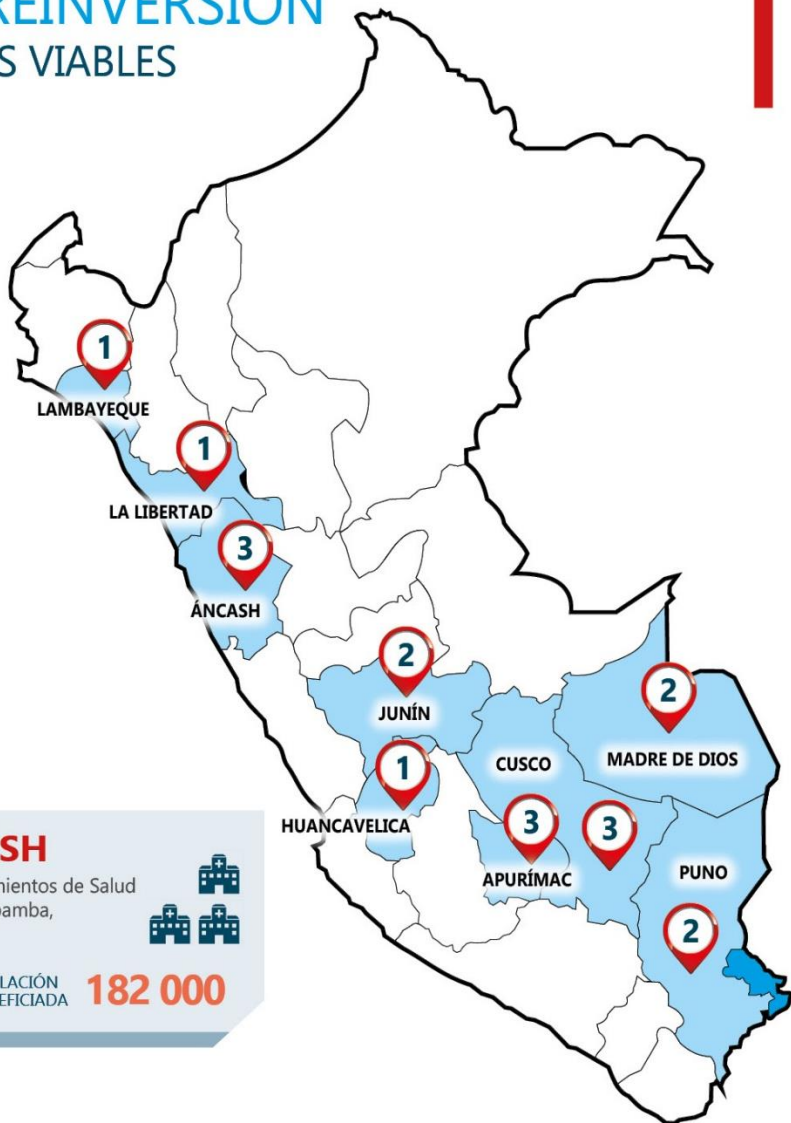 REINVERSIÓN
S VIABLES
1
LAMBAYEQUE
1
LA LIBERTAD
3
ÁNCASH
2
JUNÍN
2
MADRE DE DIOS
CUSCO
1
HUANCAVELICA
3
3
APURÍMAC
PUNO
2
SH
mientos de Salud
bamba,
LACIÓN
EFICIADA
182 000